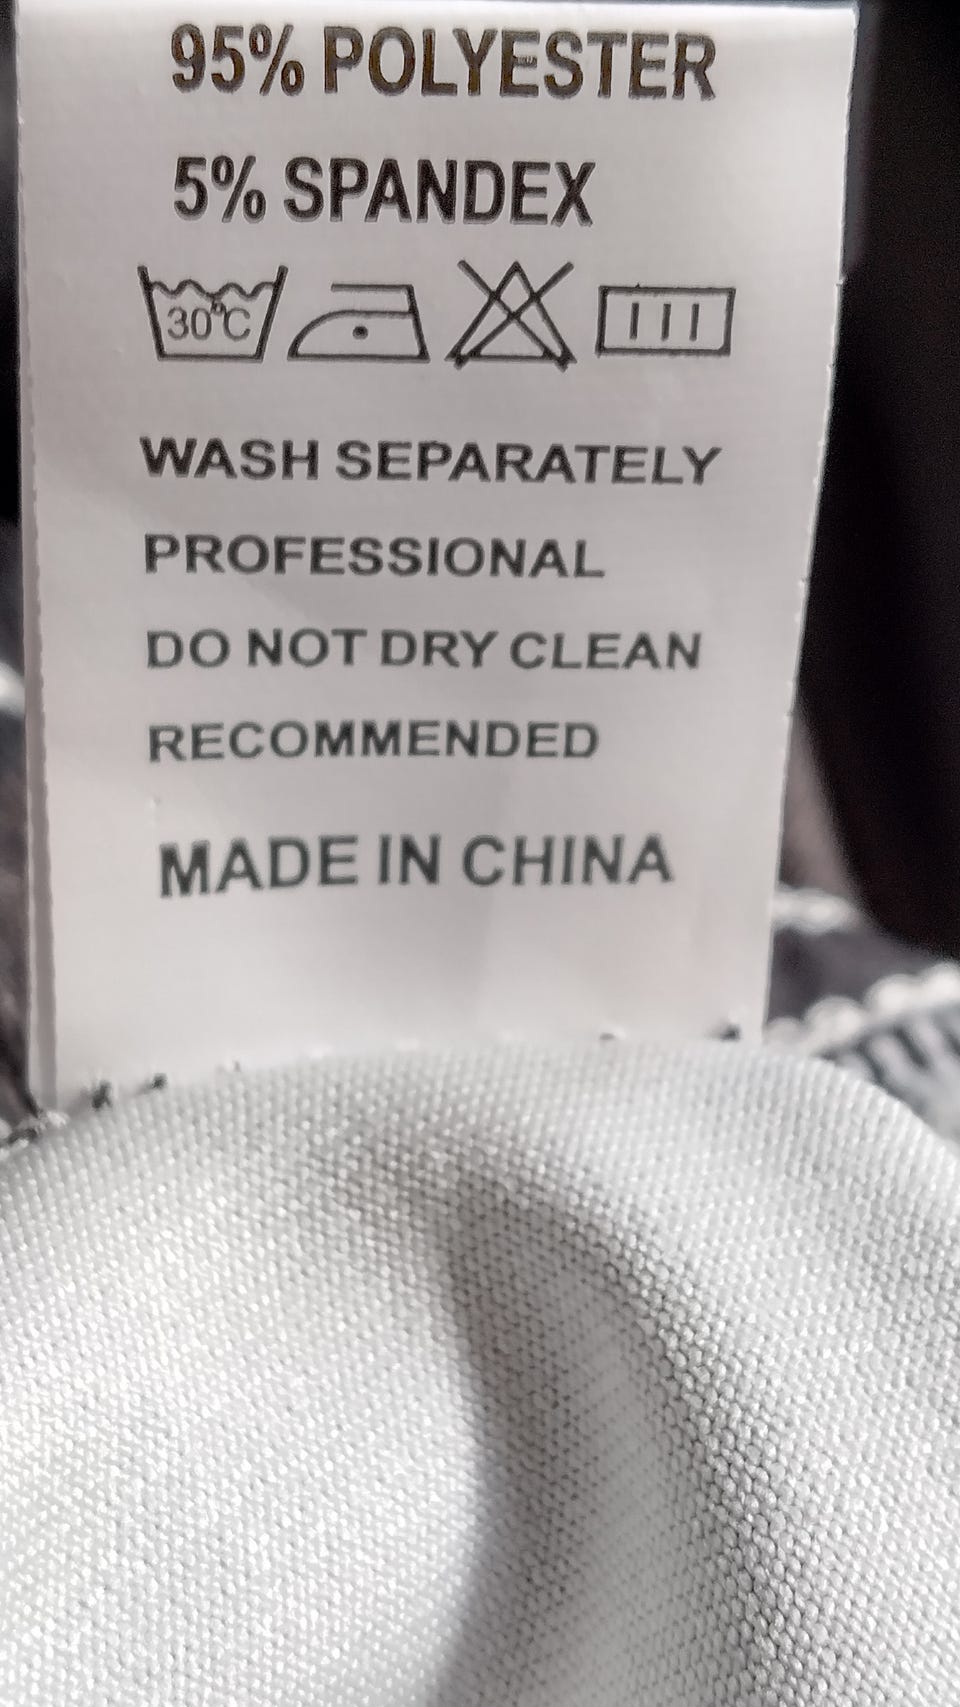 95% POLYESTER
5% SPANDEX
30°C
WASH SEPARATELY
PROFESSIONAL
DO NOT DRY CLEAN
RECOMMENDED
MADE IN CHINA